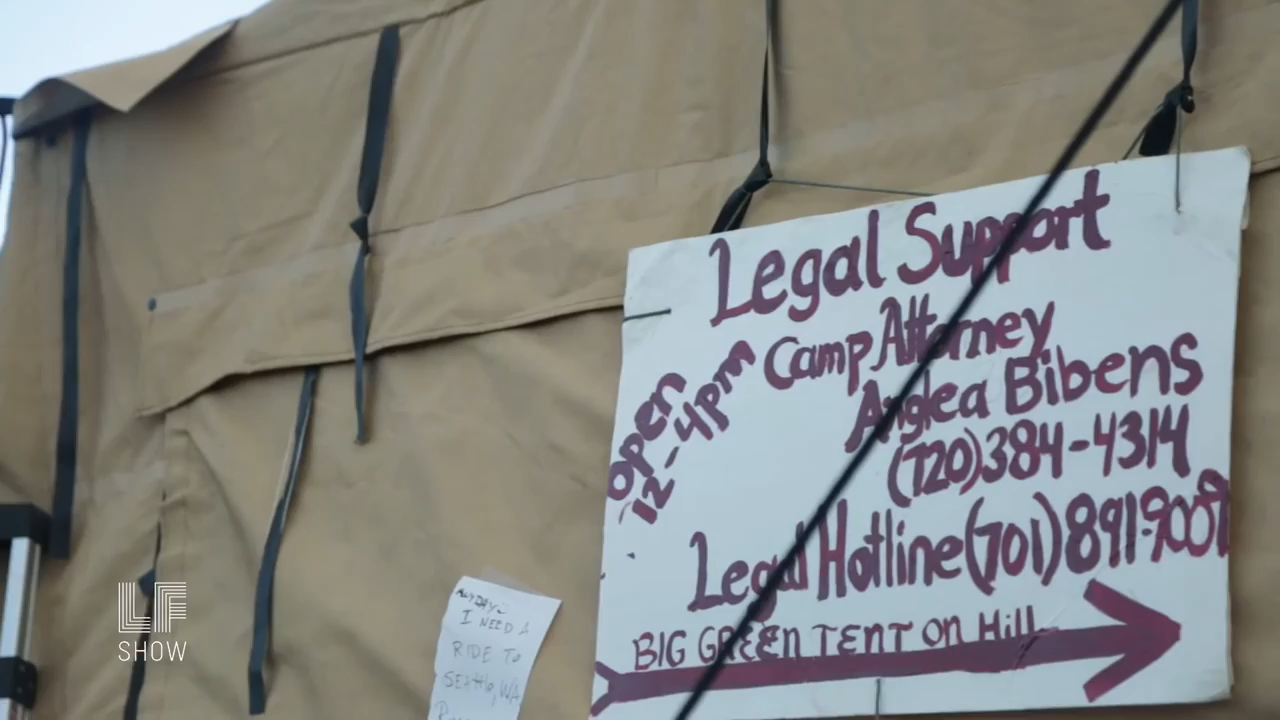 Legal Support
Camp Attorney
Anglea Bibens
(720)384-4314
open
12-4pm
Legal Hotline(701)891-9007
BIG GREEN TENT on Hill
I NEED A
RIDE TO
SEAttle, WA
LF
SHOW